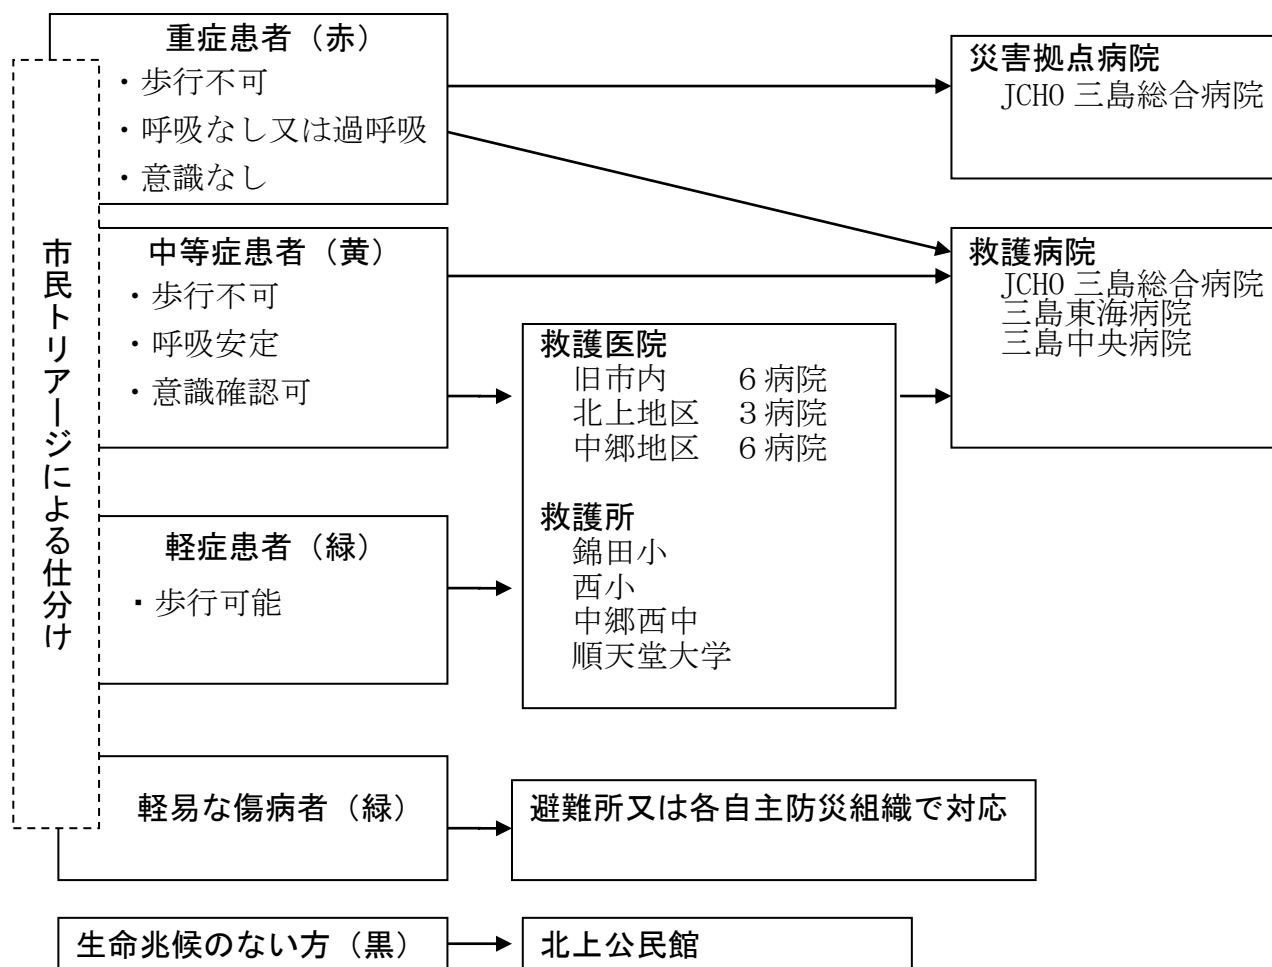 市民トリアージによる仕分け
重症患者（赤）
・歩行不可
・呼吸なし又は過呼吸
・意識なし
災害拠点病院
JCHO 三島総合病院
中等症患者（黄）
・歩行不可
・呼吸安定
・意識確認可
救護病院
JCHO 三島総合病院
三島東海病院
三島中央病院
救護医院
旧市内　６病院
北上地区　３病院
中郷地区　６病院
救護所
錦田小
西小
中郷西中
順天堂大学
軽症患者（緑）
・歩行可能
軽易な傷病者（緑）
避難所又は各自主防災組織で対応
生命兆候のない方（黒）
北上公民館